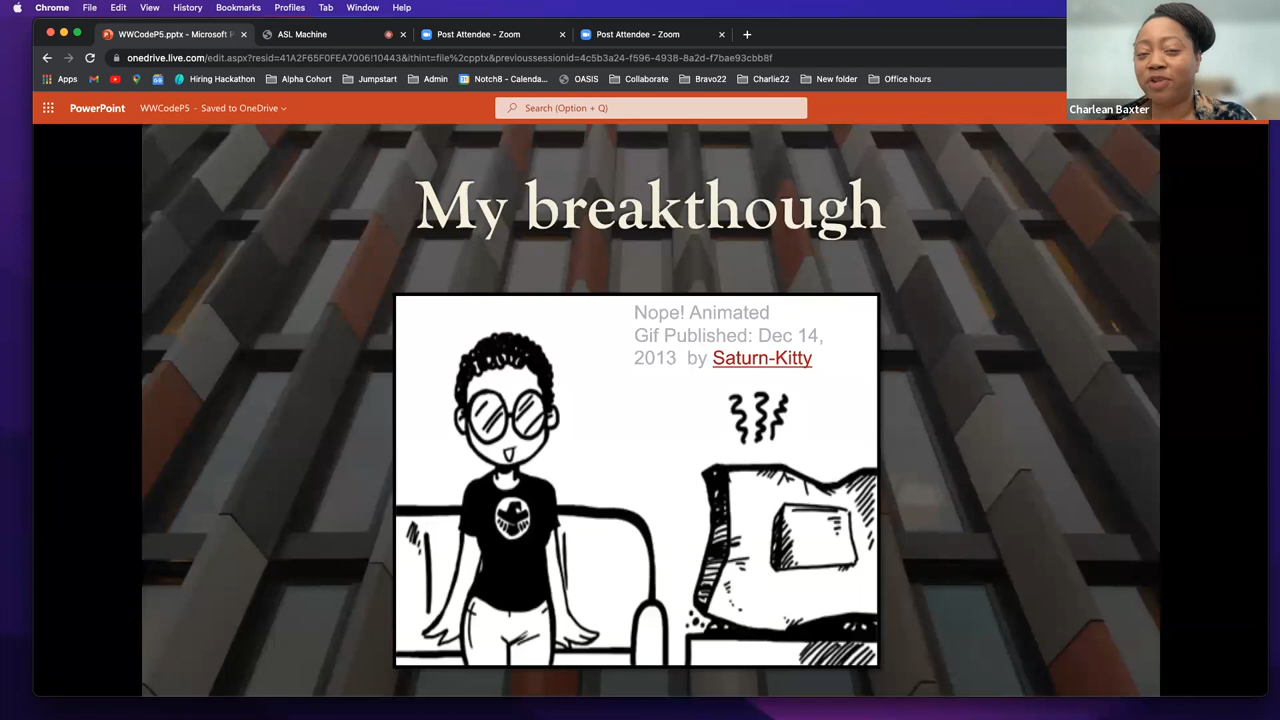 Chrome File Edit View History Bookmarks Profiles Tab Window Help
WWCodeP5.pptx - Microsoft P
ASL Machine
Post Attendee - Zoom
Post Attendee - Zoom
onedrive.live.com/edit.aspx?resid=41A2F65F0FEA7006!10443&ithint=file%2cpptx&wdprevioussessionid=4c5b3a24-f596-4938-8a2d-f7bae93cbb8f
Apps Hiring Hackathon Alpha Cohort Jumpstart Admin Notch8 - Calenda... OASIS Collaborate Bravo22 Charlie22 New folder Office hours
PowerPoint WWCodeP5 - Saved to OneDrive Search (Option + Q)
Charlean Baxter
My breakthough
Nope! Animated
Gif Published: Dec 14,
2013 by Saturn-Kitty